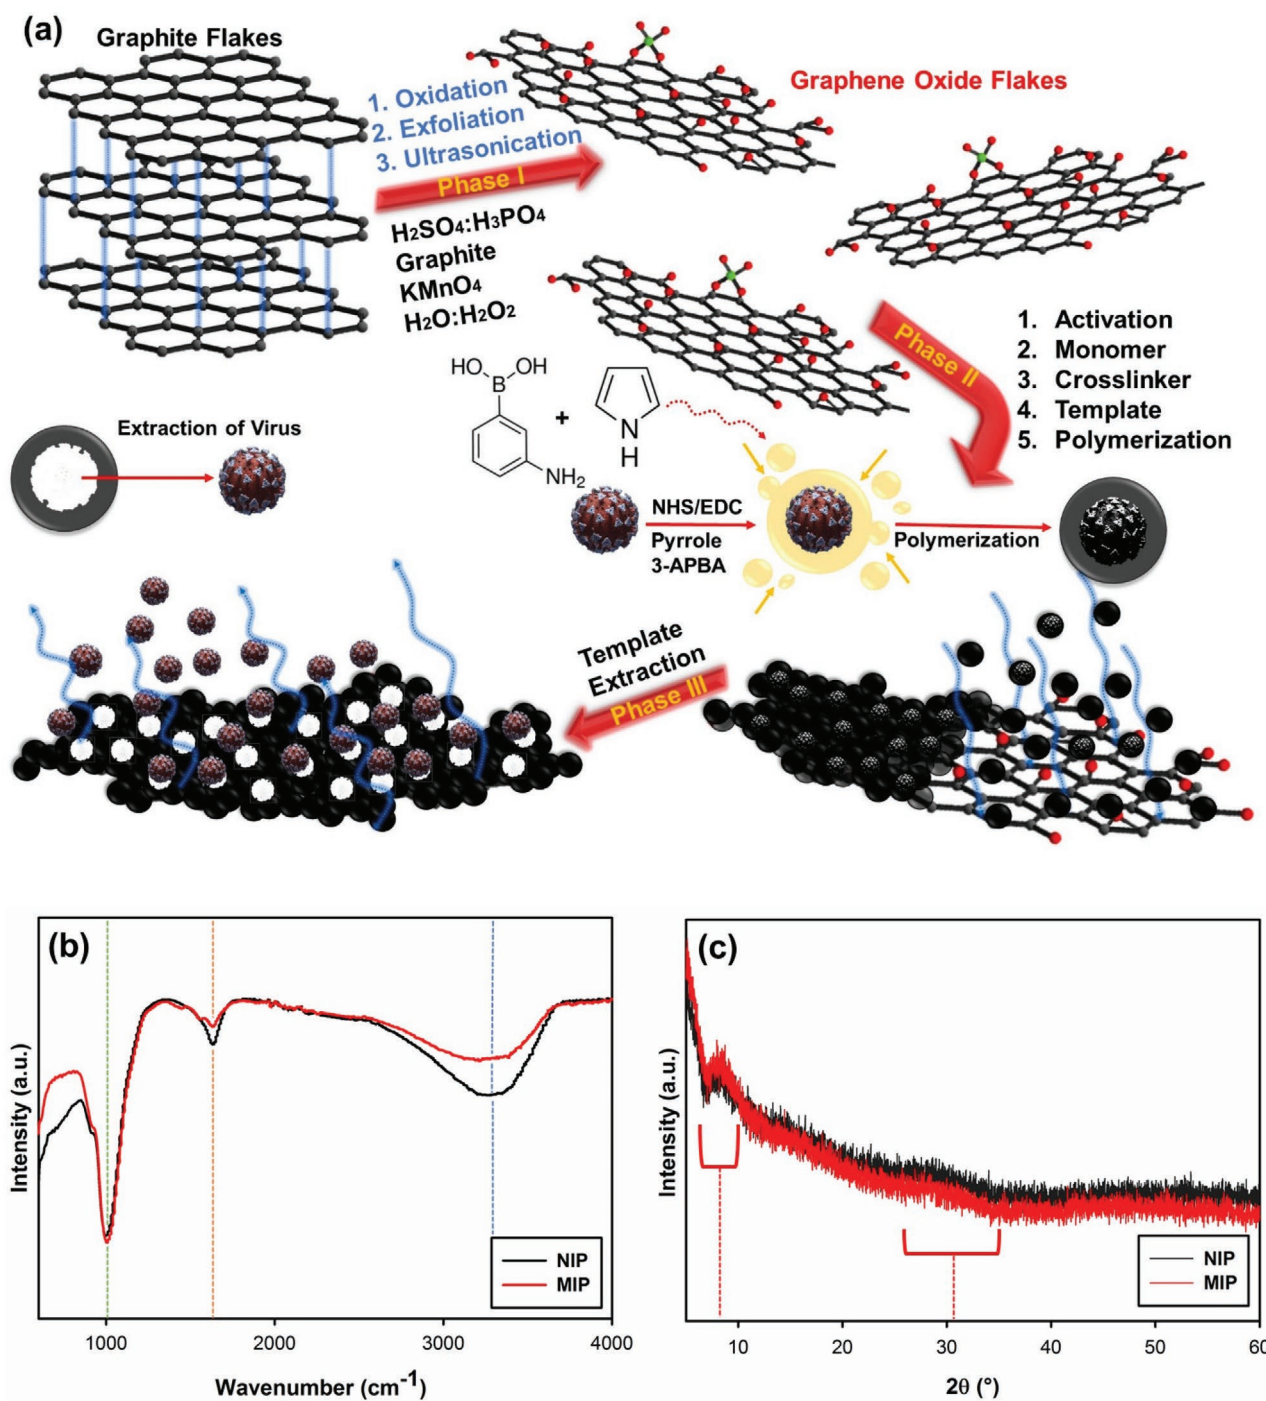 (a)
Graphite Flakes
1. Oxidation
2. Exfoliation
3. Ultrasonication
Phase I
H₂SO₄:H₃PO₄
Graphite
KMnO₄
H₂O:H₂O₂
Graphene Oxide Flakes
Phase II
1. Activation
2. Monomer
3. Crosslinker
4. Template
5. Polymerization
HO OH
B
NH₂
+
N
H
Extraction of Virus
NHS/EDC
Pyrrole
3-APBA
Polymerization
Template
Extraction
Phase III
(b)
Intensity (a.u.)
NIP
MIP
1000 2000 3000 4000
Wavenumber (cm⁻¹)
(c)
Intensity (a.u.)
NIP
MIP
10 20 30 40 50 60
2θ (°)